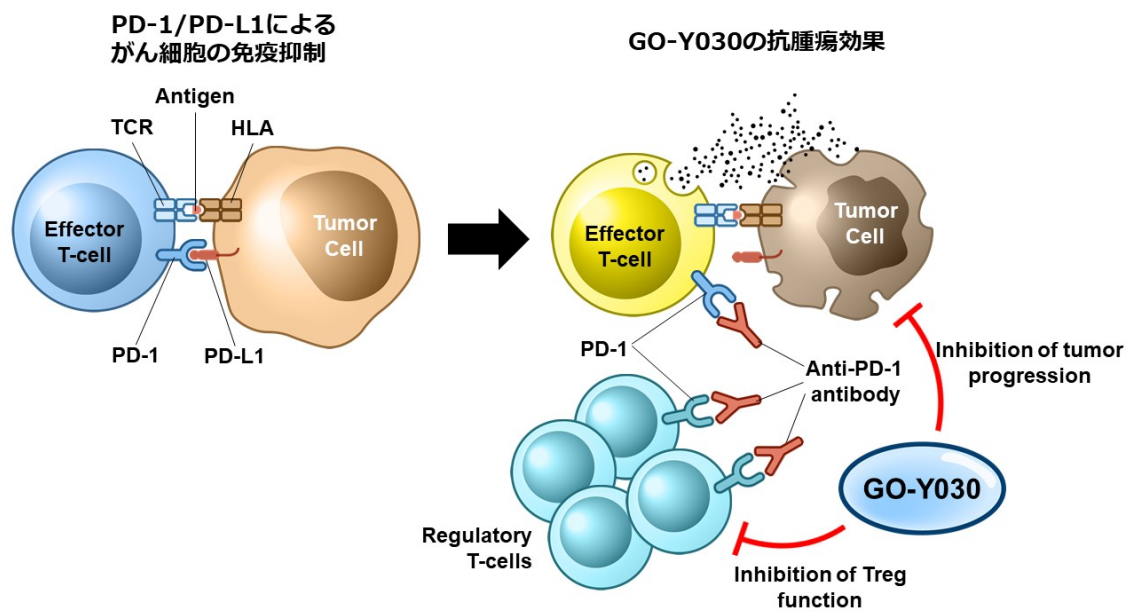 PD-1/PD-L1による
がん細胞の免疫抑制
Antigen
TCR
HLA
Effector
T-cell
Tumor
Cell
PD-1
PD-L1
GO-Y030の抗腫瘍効果
Effector
T-cell
Tumor
Cell
PD-1
Anti-PD-1
antibody
Inhibition of tumor
progression
GO-Y030
Regulatory
T-cells
Inhibition of Treg
function